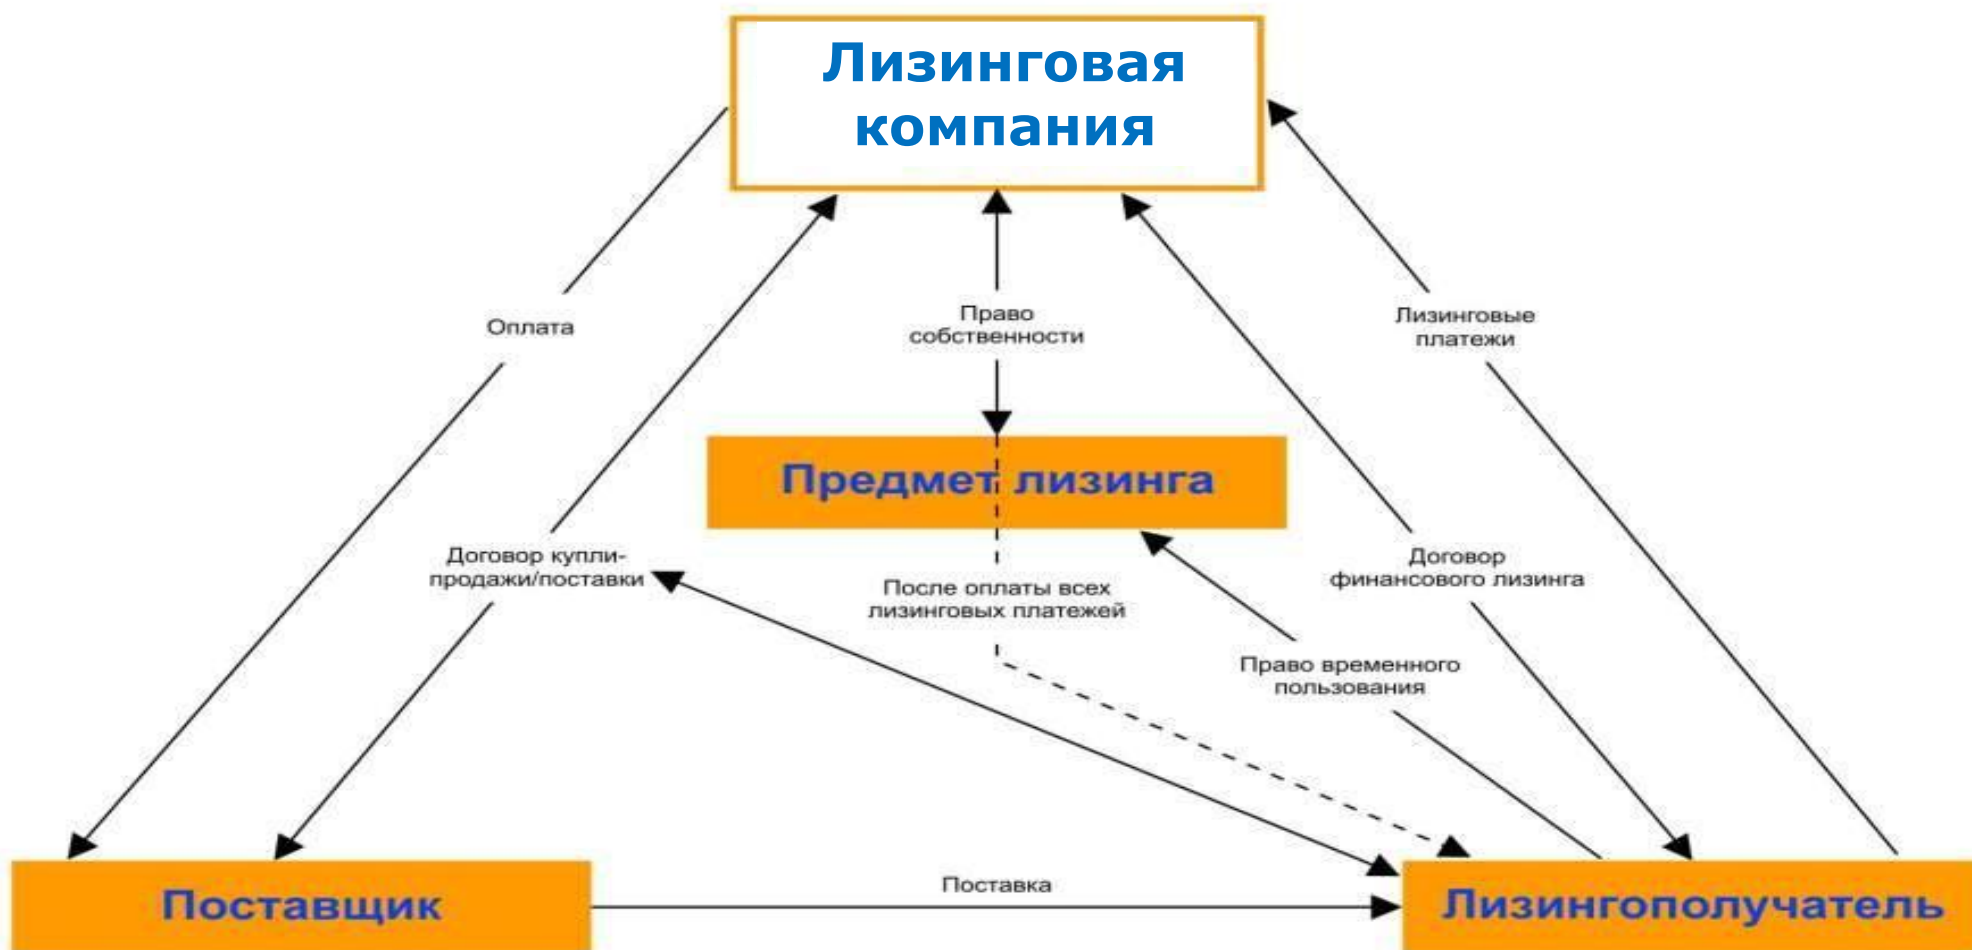 Лизинговая
компания
Оплата
Право
собственности
Лизинговые
платежи
Предмет лизинга
Договор купли-
продажи/поставки
После оплаты всех
лизинговых платежей
Договор
финансового лизинга
Право временного
пользования
Поставка
Поставщик
Лизингополучатель